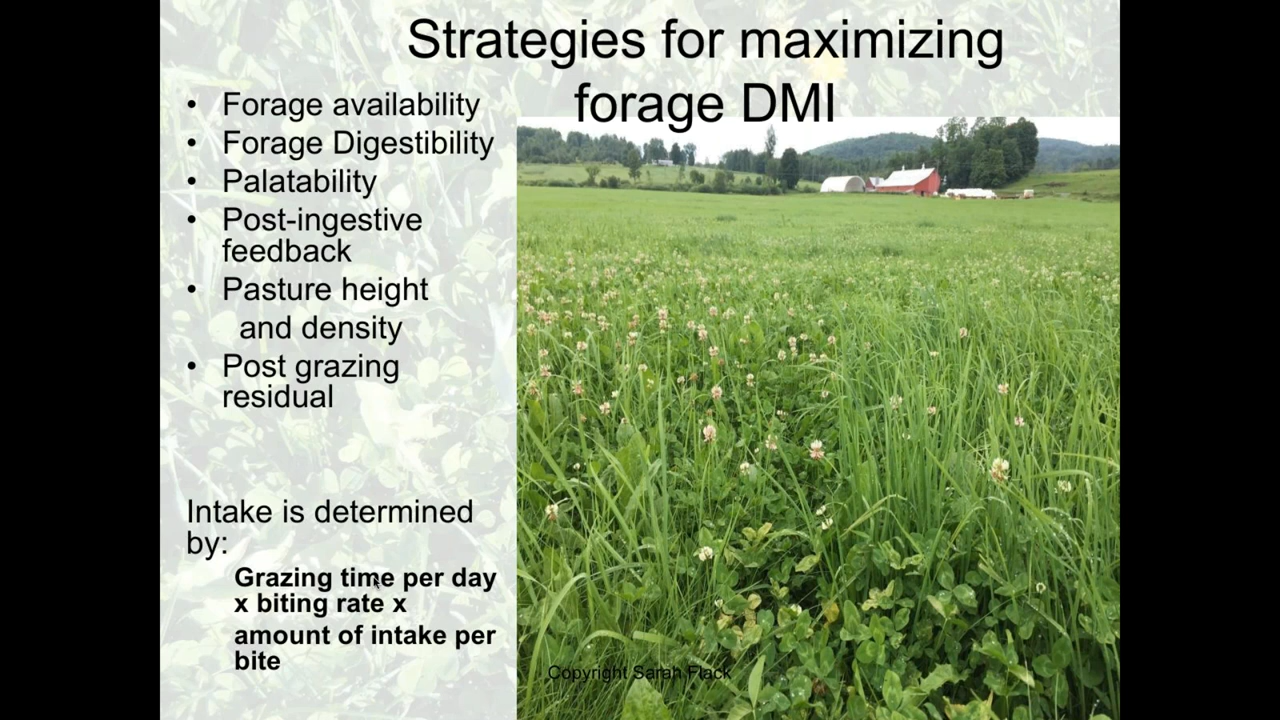 Strategies for maximizing
forage DMI
• Forage availability
• Forage Digestibility
• Palatability
• Post-ingestive
feedback
• Pasture height
and density
• Post grazing
residual
Intake is determined
by:
Grazing time per day
x biting rate x
amount of intake per
bite
Copyright Sarah Flack